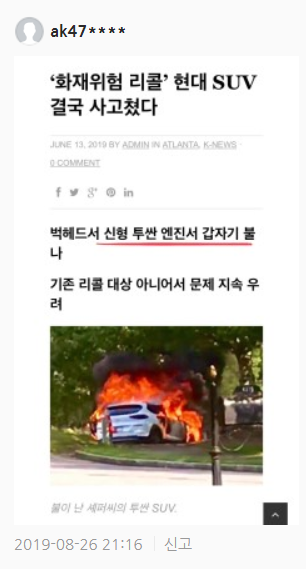 ak47****
‘화재위험 리콜’ 현대 SUV
결국 사고쳤다
JUNE 13, 2019 BY ADMIN IN ATLANTA, K-NEWS ·
0 COMMENT
벅헤드서 신형 투싼 엔진서 갑자기 불
나
기존 리콜 대상 아니어서 문제 지속 우
려
불이 난 셰퍼씨의 투싼 SUV.
2019-08-26 21:16 | 신고